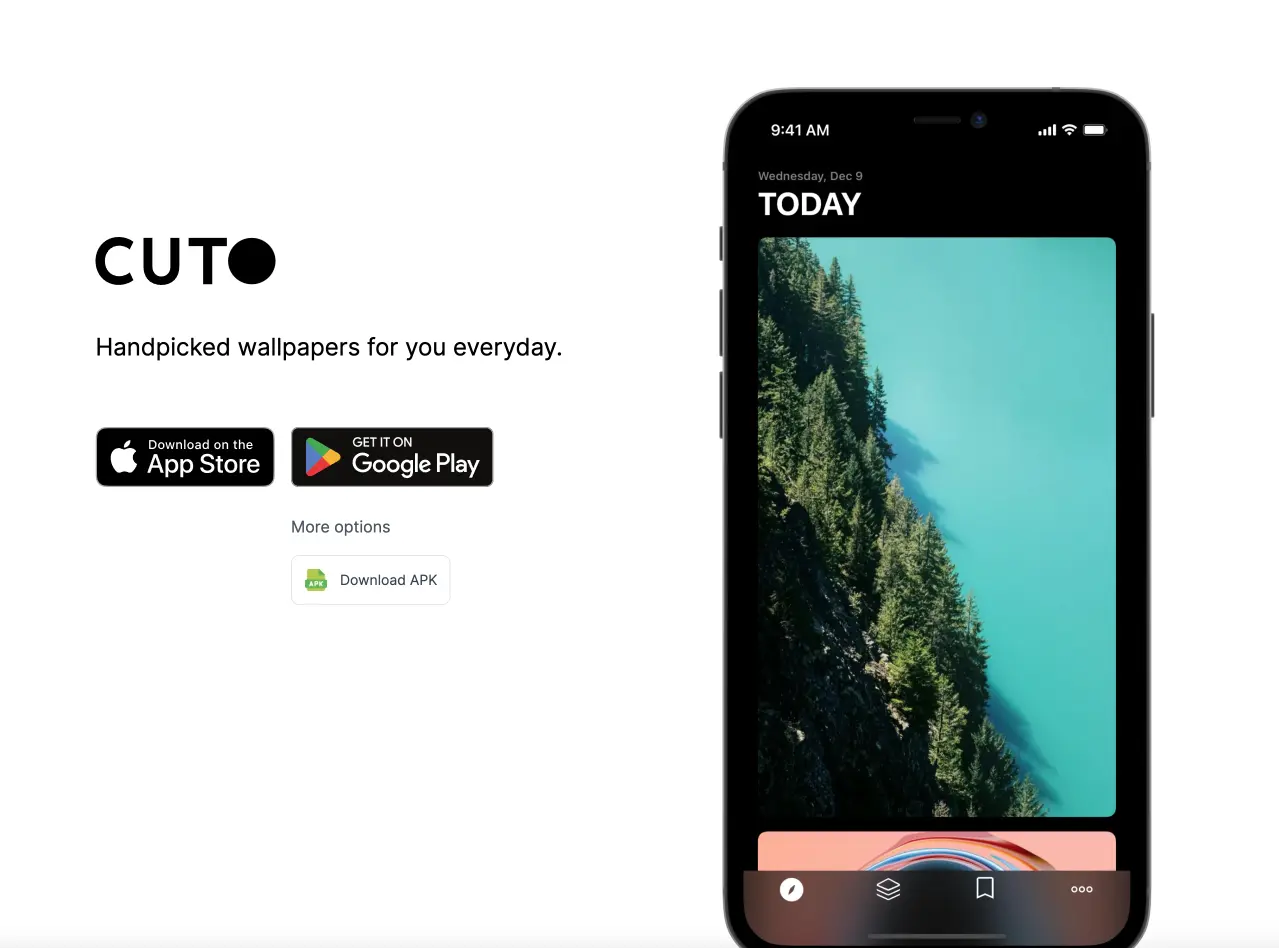 CUTO
Handpicked wallpapers for you everyday.
Download on the
App Store
GET IT ON
Google Play
More options
APK
Download APK
9:41 AM
Wednesday, Dec 9
TODAY